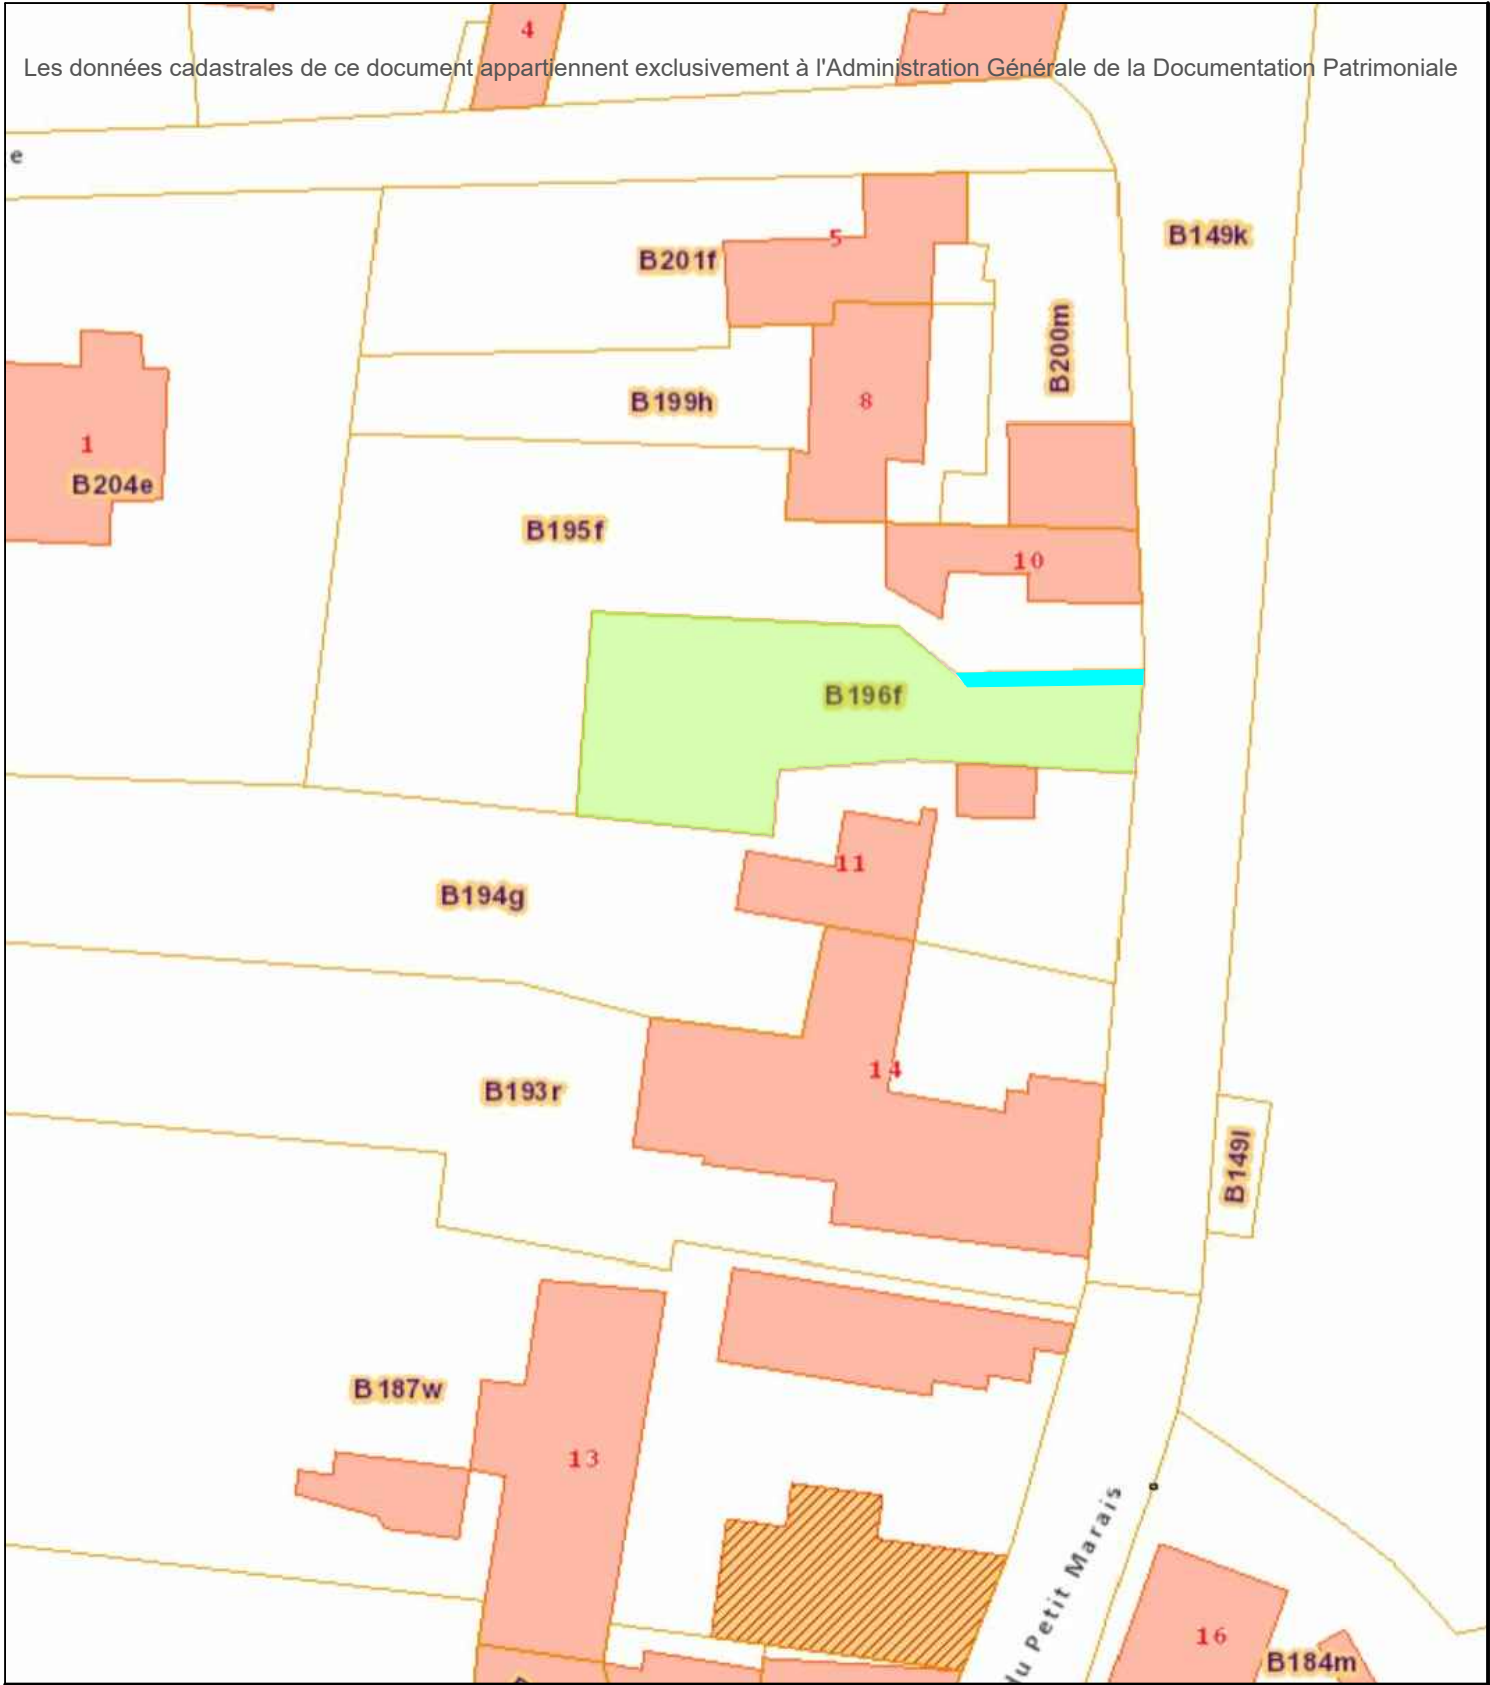 4
Les données cadastrales de ce document appartiennent exclusivement à l'Administration Générale de la Documentation Patrimoniale
e
B149k
5
B201f
B200m
8
B199h
1
B204e
B195f
10
B196f
11
B194g
14
B193r
B149l
B187w
13
du Petit Marais
16
B184m